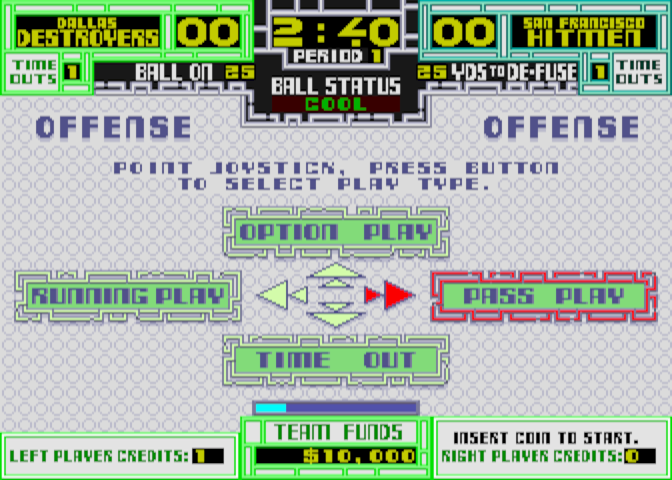 DALLAS
DESTROYERS
00
2:40
00
SAN FRANCISCO
HITMEN
PERIOD 1
TIME
OUTS
1
BALL ON 25
25 YDS TO DE-FUSE
1
TIME
OUTS
BALL STATUS
COOL
OFFENSE
OFFENSE
POINT JOYSTICK, PRESS BUTTON
TO SELECT PLAY TYPE.
OPTION PLAY
RUNNING PLAY
PASS PLAY
TIME OUT
TEAM FUNDS
$10,000
LEFT PLAYER CREDITS: 1
INSERT COIN TO START.
RIGHT PLAYER CREDITS: 0